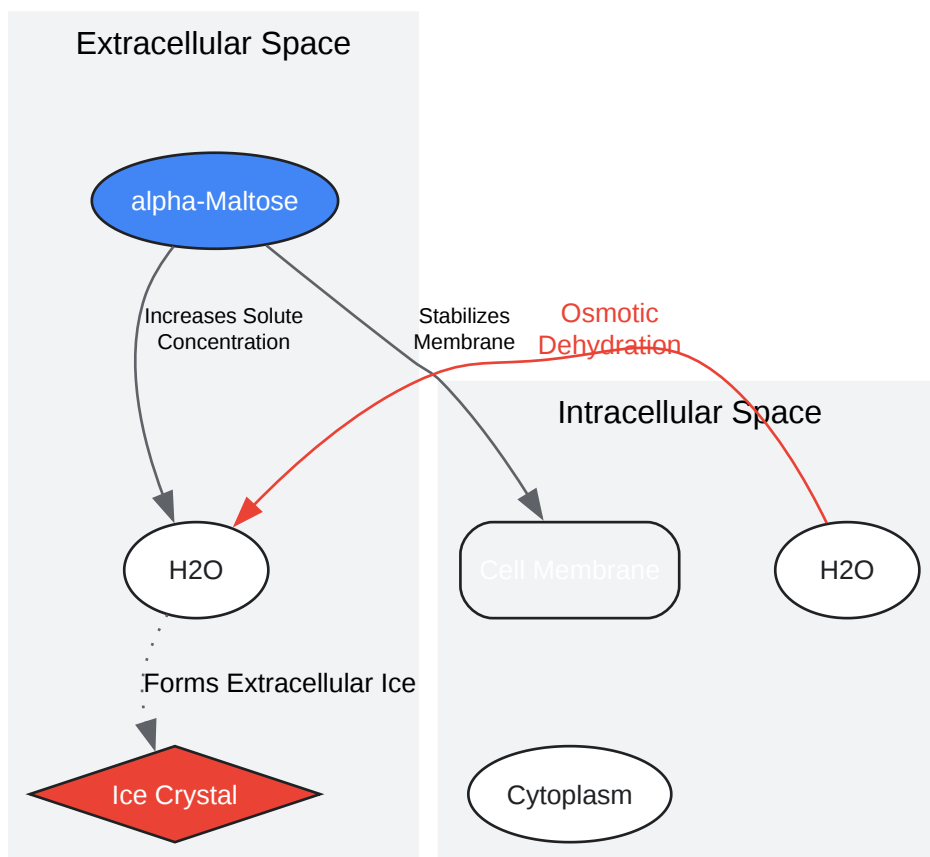 Extracellular Space
alpha-Maltose
Increases Solute
Concentration
Stabilizes
Membrane
Osmotic
Dehydration
Intracellular Space
H2O
Cell Membrane
H2O
Forms Extracellular Ice
Ice Crystal
Cytoplasm